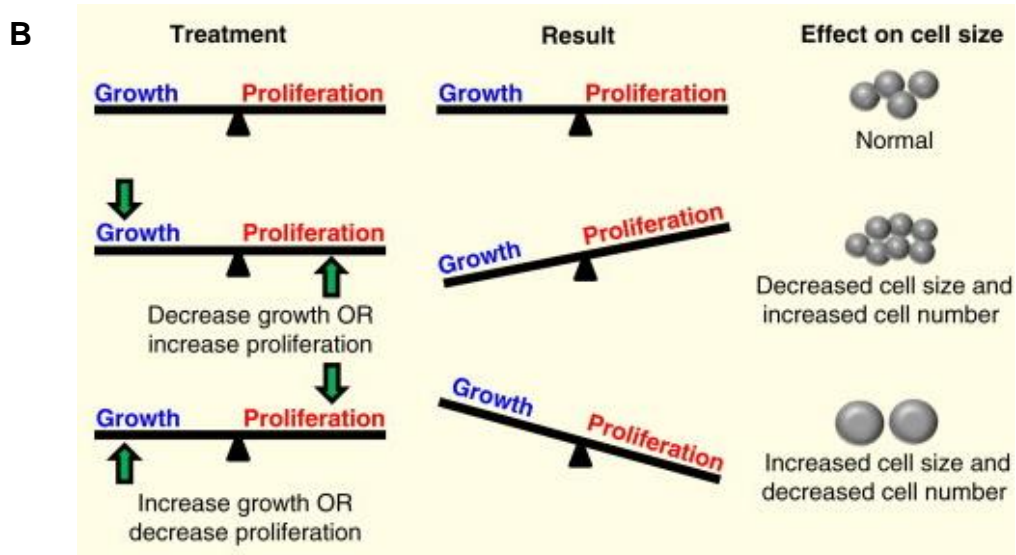 B
Treatment Result Effect on cell size
Growth Proliferation Growth Proliferation
Normal
Growth Proliferation Growth Proliferation
Decreased cell size and
increased cell number
Decrease growth OR
increase proliferation
Growth Proliferation Growth Proliferation
Increased cell size and
decreased cell number
Increase growth OR
decrease proliferation